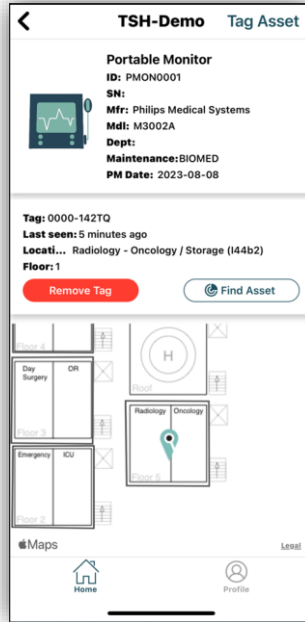 TSH-Demo Tag Asset
Portable Monitor
ID: PMON0001
SN:
Mfr: Philips Medical Systems
Mdl: M3002A
Dept:
Maintenance:BIOMED
PM Date: 2023-08-08
Tag: 0000-142TQ
Last seen: 5 minutes ago
Locati... Radiology - Oncology / Storage (I44b2)
Floor: 1
Remove Tag Find Asset
Floor 4
H
Roof
Day Surgery OR
Floor 3
Radiology Oncology
Floor 5
Emergency ICU
Floor 2
Maps Legal
Home Profile